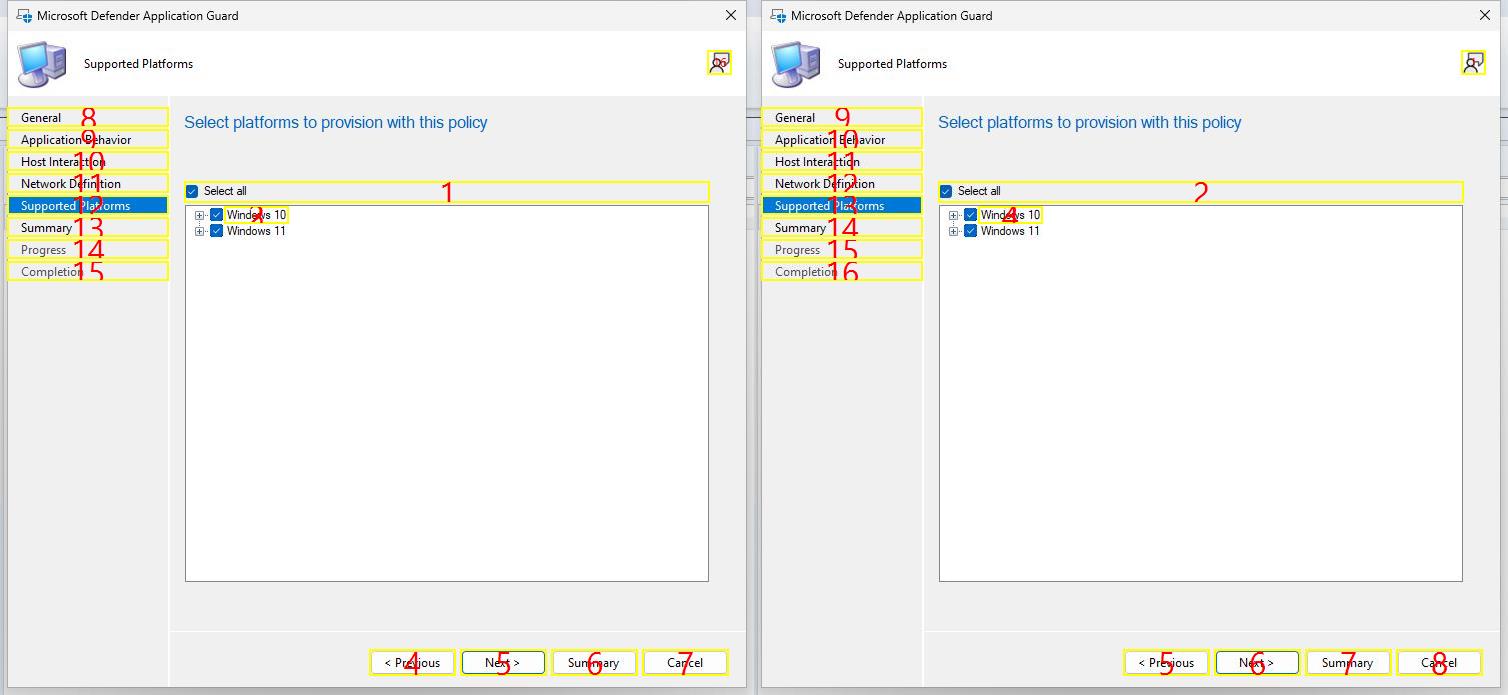 Microsoft Defender Application Guard
Supported Platforms
16
General 8
Application Behavior 9
Host Interaction 10
Network Definition 11
Supported Platforms 12
Summary 13
Progress 14
Completion 15
Select platforms to provision with this policy
Select all 1
Windows 10
Windows 11
< Previous 4
Next > 5
Summary 6
Cancel 7
Microsoft Defender Application Guard
Supported Platforms
General 9
Application Behavior 10
Host Interaction 11
Network Definition 12
Supported Platforms 13
Summary 14
Progress 15
Completion 16
Select platforms to provision with this policy
Select all 2
Windows 10
Windows 11
< Previous 5
Next > 6
Summary 7
Cancel 8